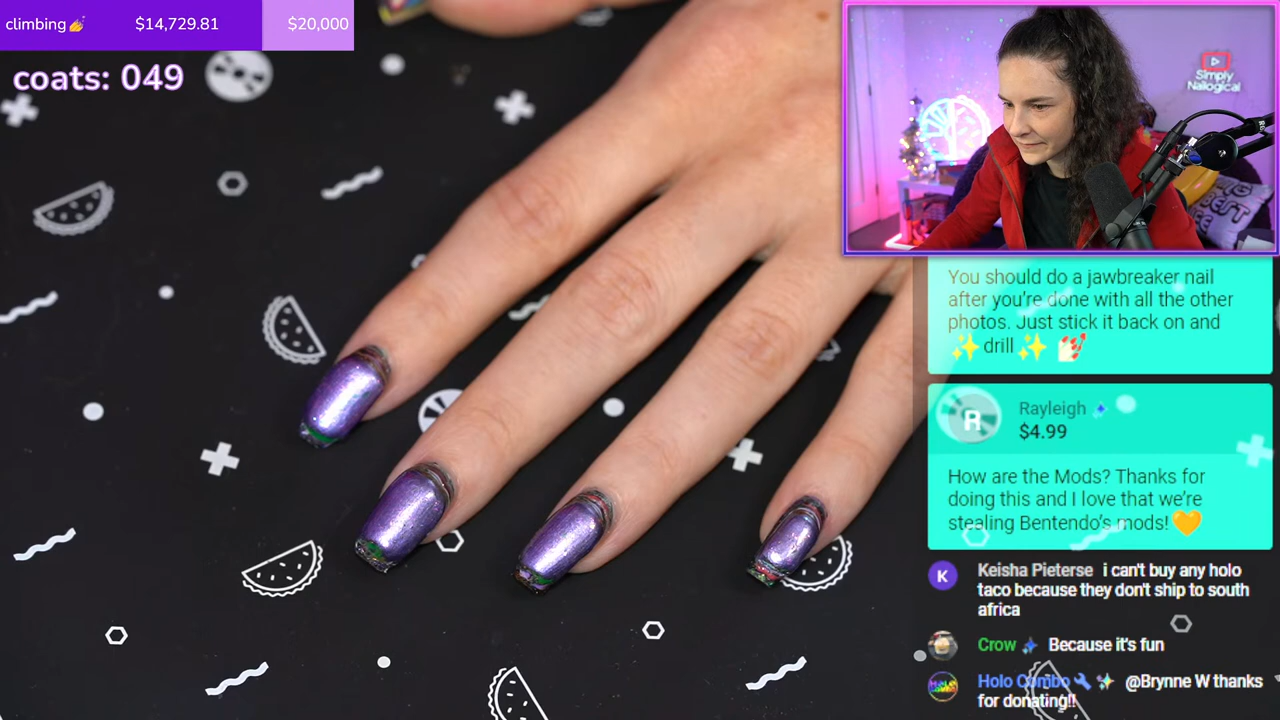 climbing💅 $14,729.81 $20,000
coats: 049
Simply
Nailogical
You should do a jawbreaker nail
after you're done with all the other
photos. Just stick it back on and
✨drill✨ 💅
R
Rayleigh
$4.99
How are the Mods? Thanks for
doing this and I love that we're
stealing Bentendo's mods!🧡
K
Keisha Pieterse i can't buy any holo
taco because they don't ship to south
africa
Crow Because it's fun
Holo Combo 🔧 ✨ @Brynne W thanks
for donating!!